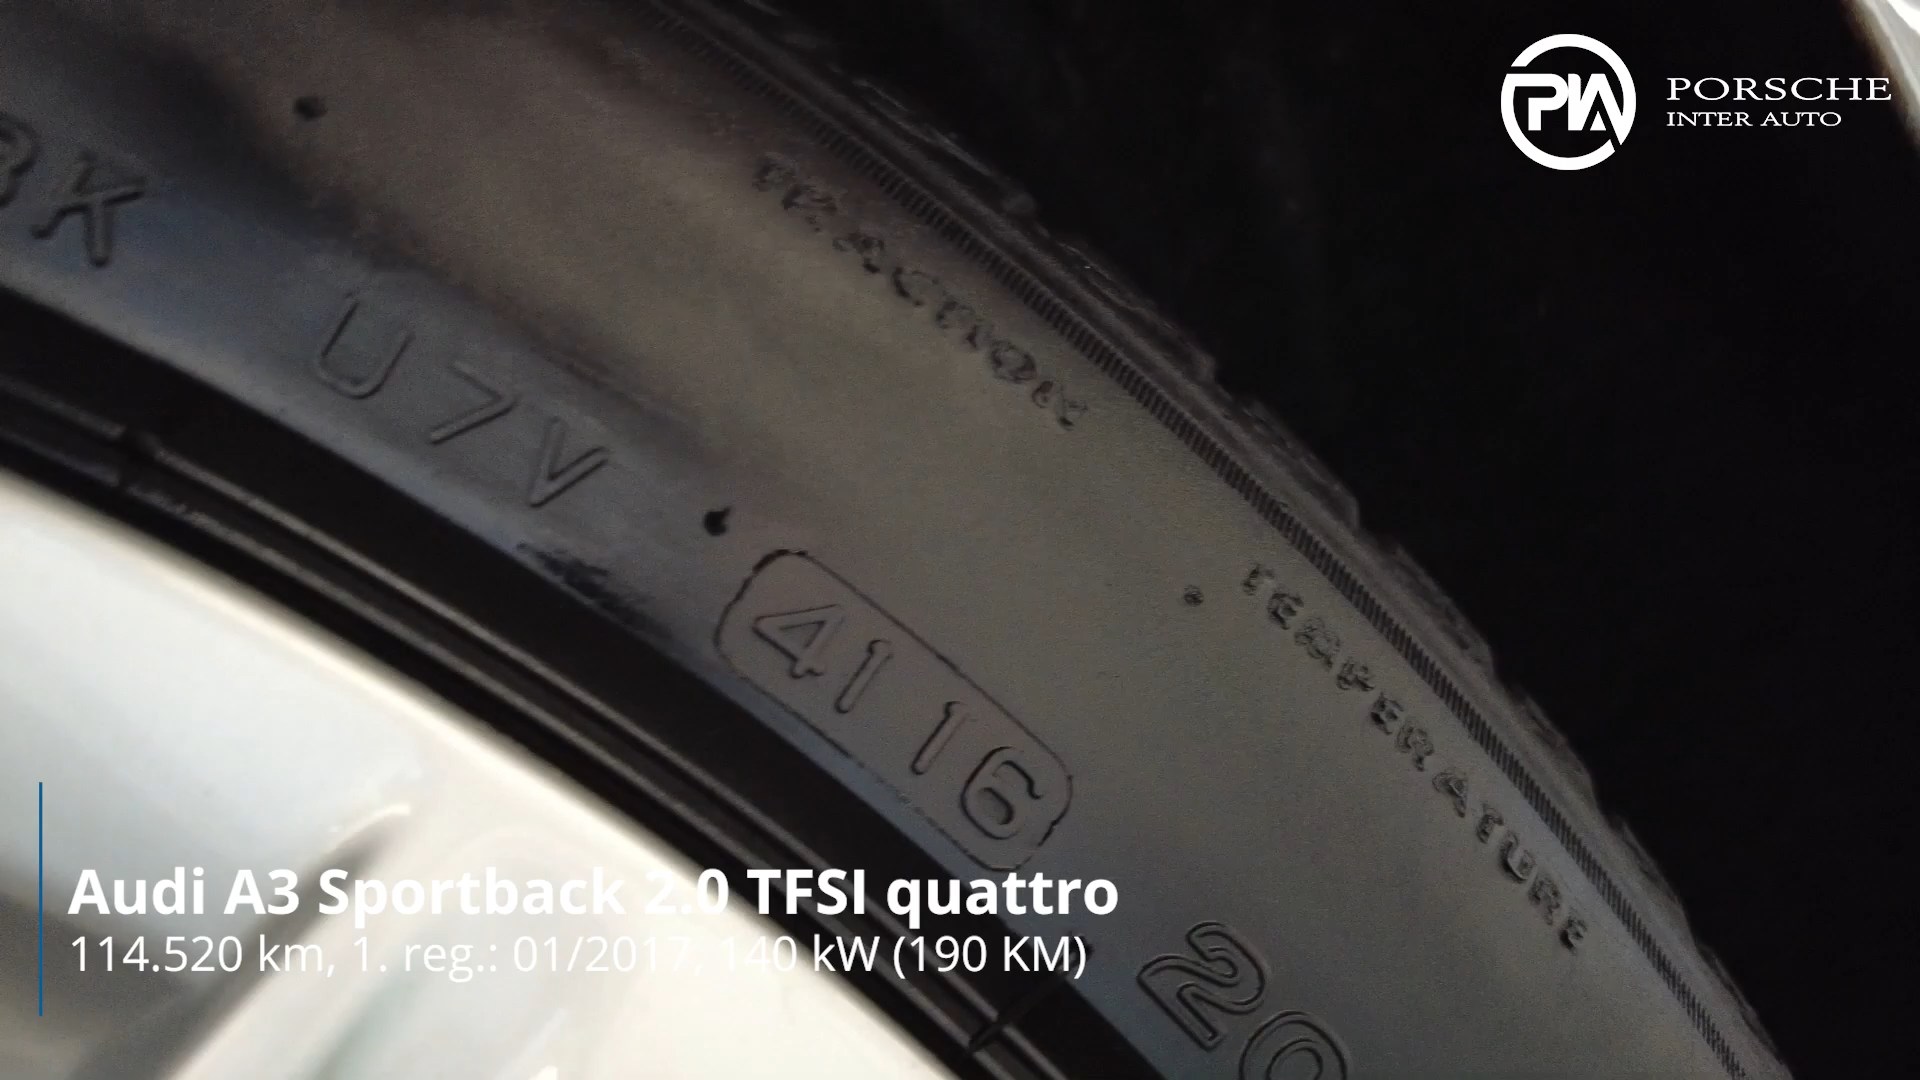 PIA PORSCHE
INTER AUTO
TRACTION
U7V
4116
TEMPERATURE
20
Audi A3 Sportback 2.0 TFSI quattro
114.520 km, 1. reg.: 01/2017, 140 kW (190 KM)